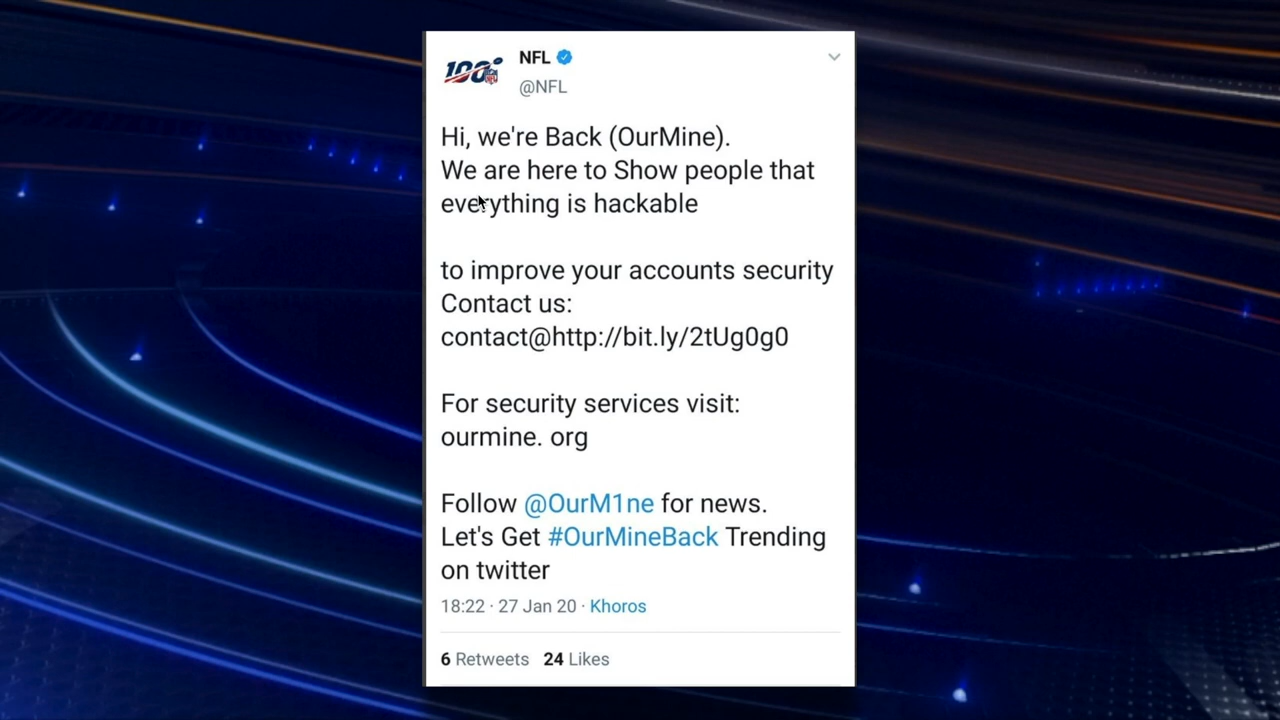 100
NFL
@NFL
Hi, we're Back (OurMine).
We are here to Show people that
everything is hackable
to improve your accounts security
Contact us:
contact@http://bit.ly/2tUg0g0
For security services visit:
ourmine. org
Follow @OurM1ne for news.
Let's Get #OurMineBack Trending
on twitter
18:22 · 27 Jan 20 · Khoros
6 Retweets 24 Likes